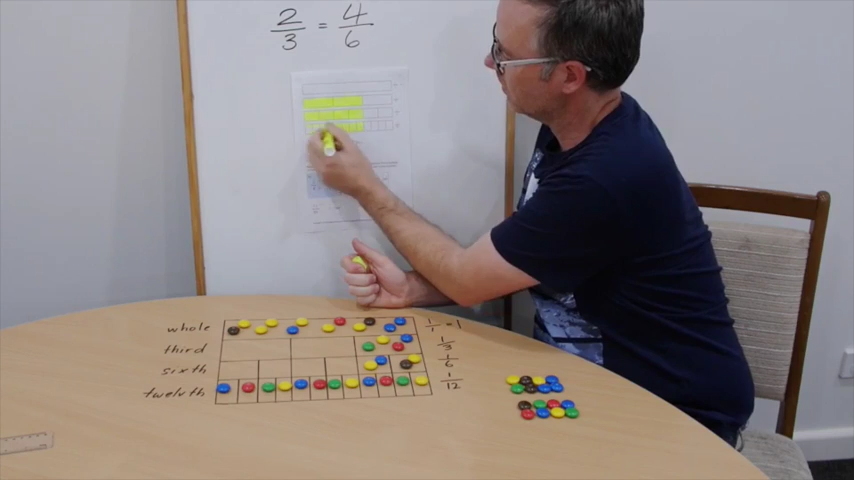 2/3 = 4/6
whole 1/1 = 1
third 1/3
sixth 1/6
twelfth 1/12